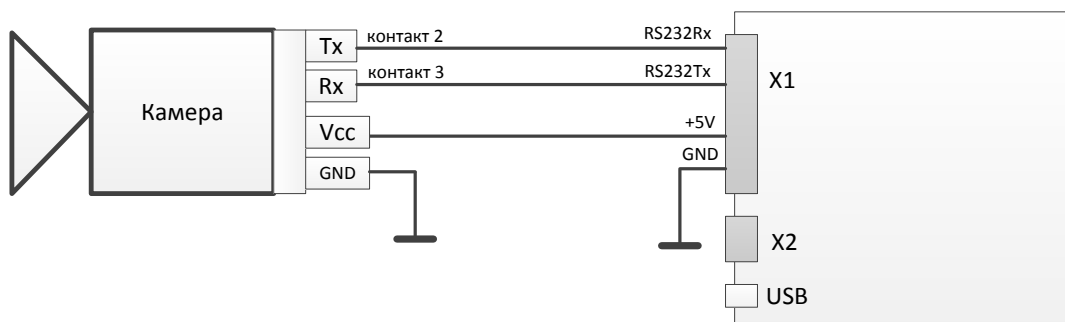 Камера
Tx
контакт 2
RS232Rx
Rx
контакт 3
RS232Tx
Vcc
+5V
GND
GND
X1
X2
USB